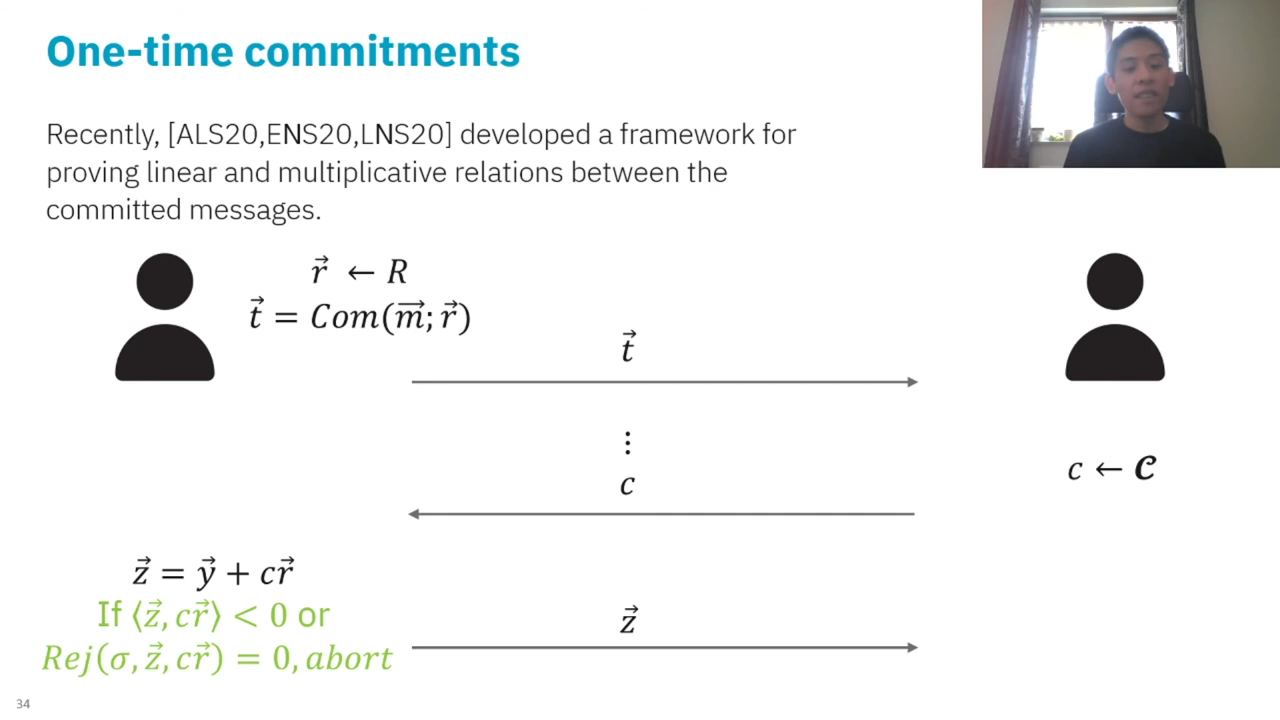 One-time commitments
Recently, [ALS20,ENS20,LNS20] developed a framework for
proving linear and multiplicative relations between the
committed messages.
r⃗ ← R
t⃗ = Com(m⃗; r⃗)
t⃗
⋮
c
c ← 𝓒
z⃗ = y⃗ + cr⃗
If ⟨z⃗, cr⃗⟩ < 0 or
Rej(σ, z⃗, cr⃗) = 0, abort
z⃗
34